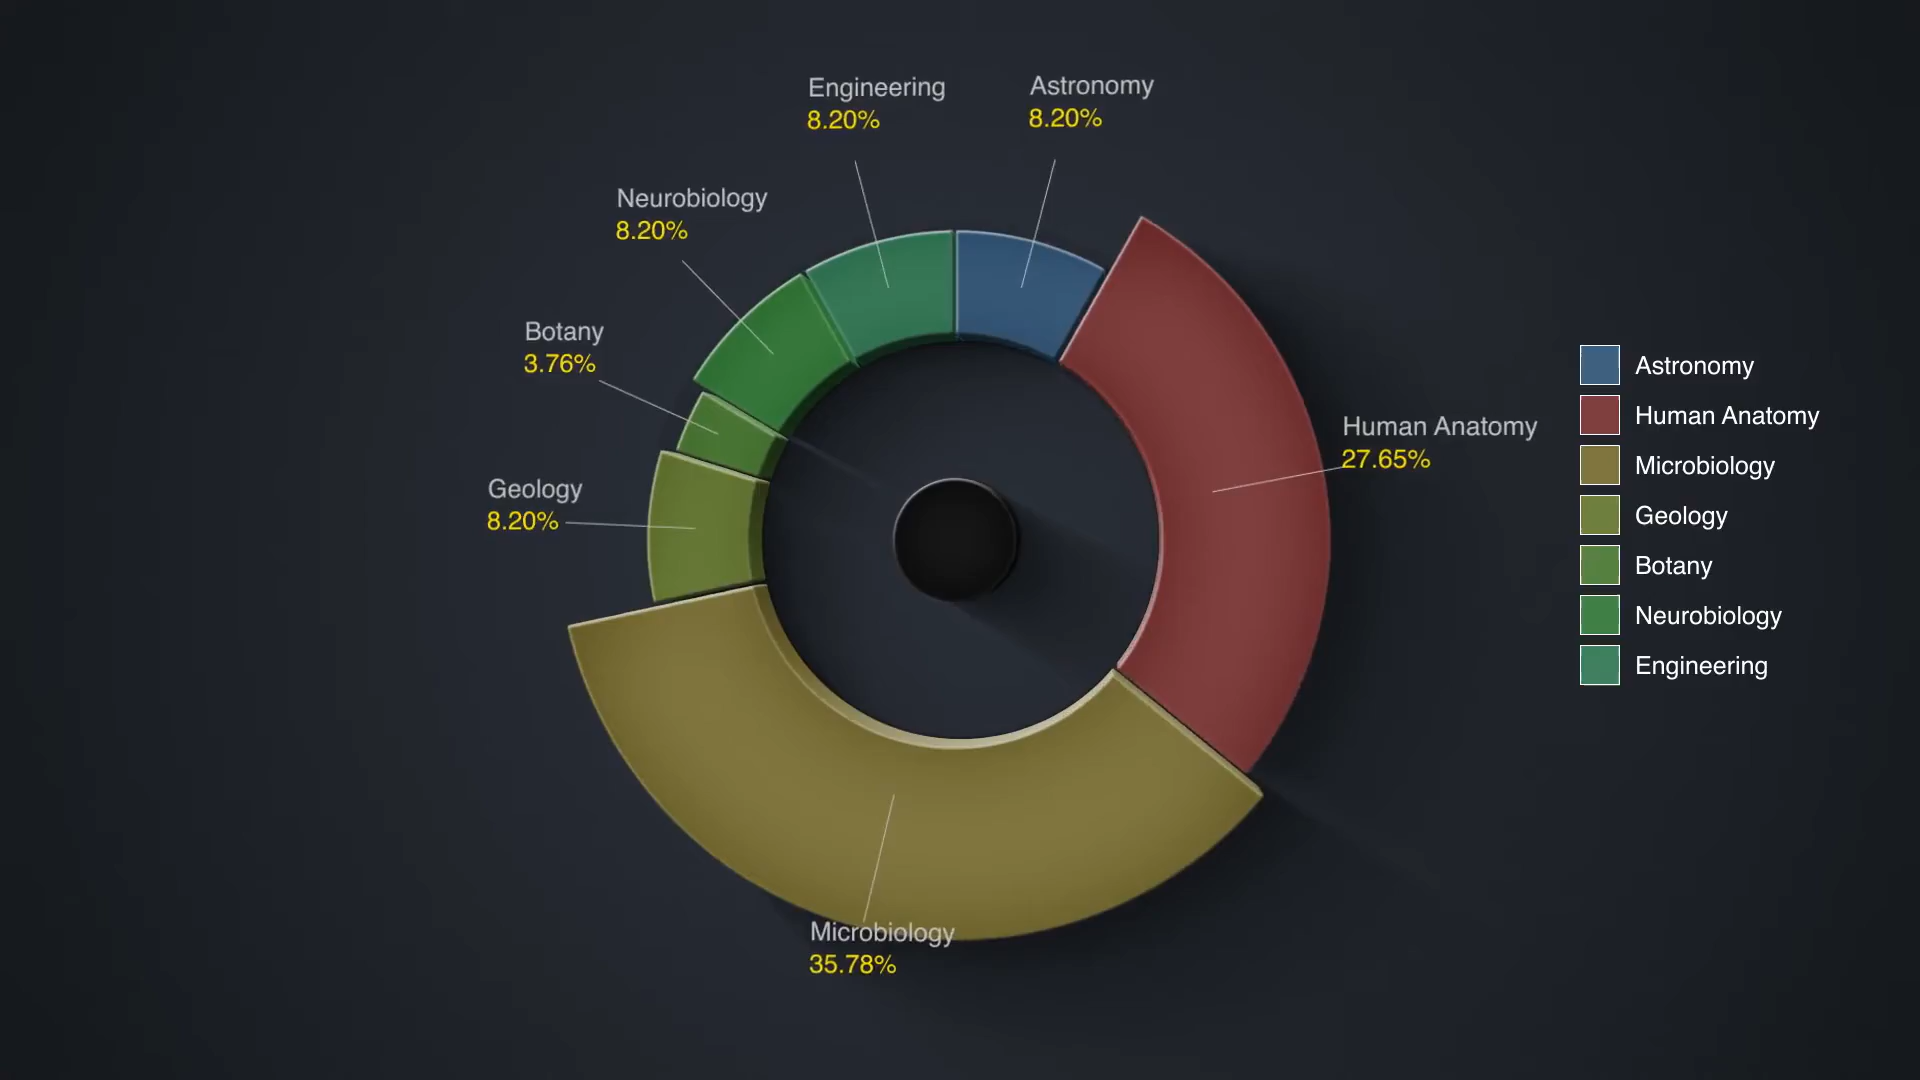 Engineering
8.20%
Astronomy
8.20%
Neurobiology
8.20%
Botany
3.76%
Geology
8.20%
Human Anatomy
27.65%
Microbiology
35.78%
Astronomy
Human Anatomy
Microbiology
Geology
Botany
Neurobiology
Engineering